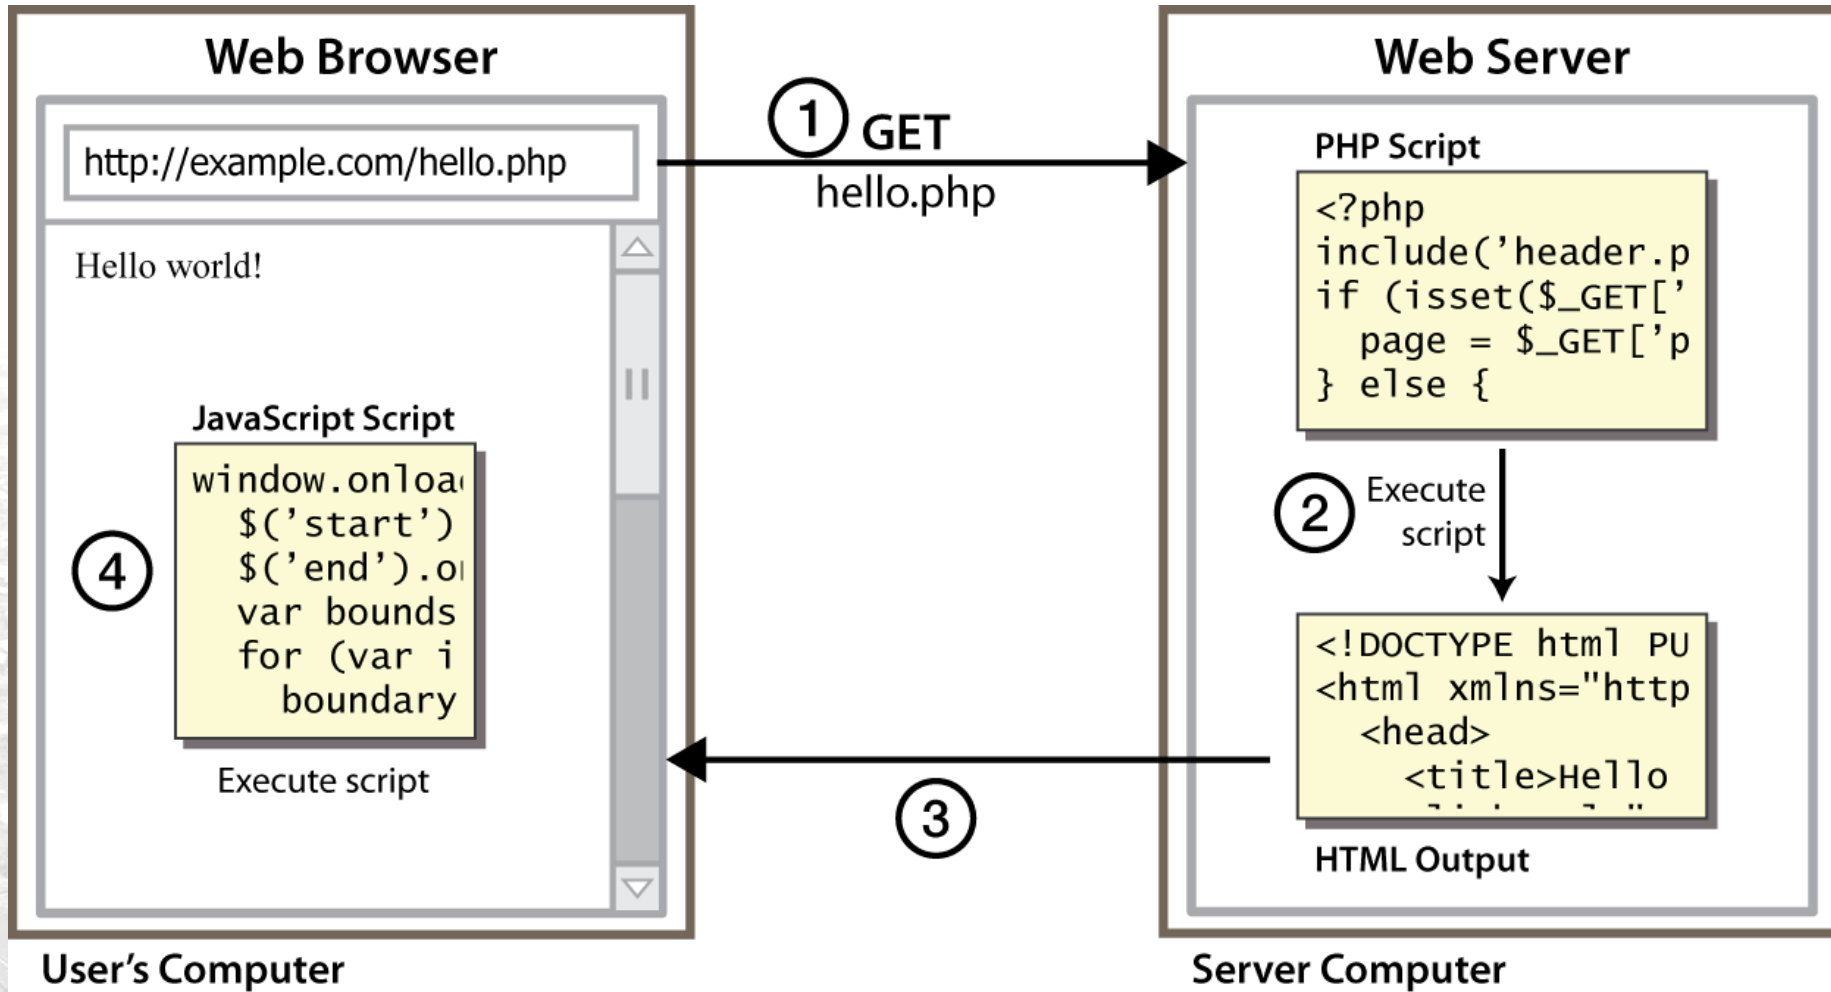 Web Browser
http://example.com/hello.php
Hello world!
JavaScript Script
window.onloa
$('start')
$('end').o
var bounds
for (var i
boundary
4
Execute script
User's Computer
1 GET
hello.php
3
Web Server
PHP Script
<?php
include('header.p
if (isset($_GET['
page = $_GET['p
} else {
2 Execute
script
<!DOCTYPE html PU
<html xmlns="http
<head>
<title>Hello
HTML Output
Server Computer